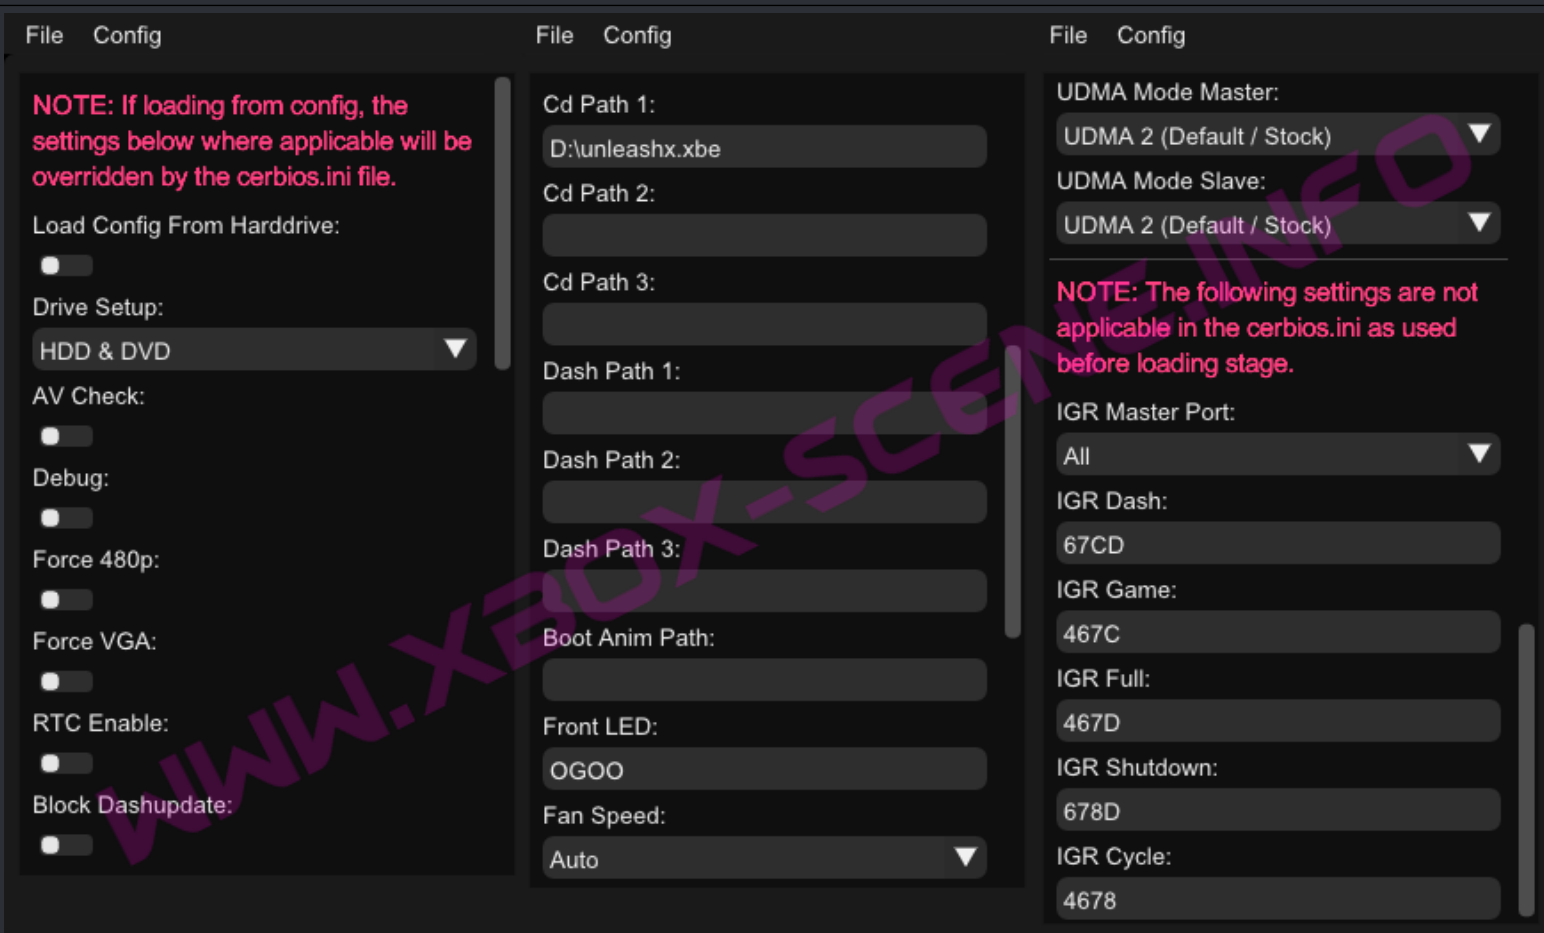 File Config
NOTE: If loading from config, the
settings below where applicable will be
overridden by the cerbios.ini file.
Load Config From Harddrive:
Drive Setup:
HDD & DVD
AV Check:
Debug:
Force 480p:
Force VGA:
RTC Enable:
Block Dashupdate:
File Config
Cd Path 1:
D:\unleashx.xbe
Cd Path 2:
Cd Path 3:
Dash Path 1:
Dash Path 2:
Dash Path 3:
Boot Anim Path:
Front LED:
OGOO
Fan Speed:
Auto
File Config
UDMA Mode Master:
UDMA 2 (Default / Stock)
UDMA Mode Slave:
UDMA 2 (Default / Stock)
NOTE: The following settings are not
applicable in the cerbios.ini as used
before loading stage.
IGR Master Port:
All
IGR Dash:
67CD
IGR Game:
467C
IGR Full:
467D
IGR Shutdown:
678D
IGR Cycle:
4678
WWW.XBOX-SCENE.INFO